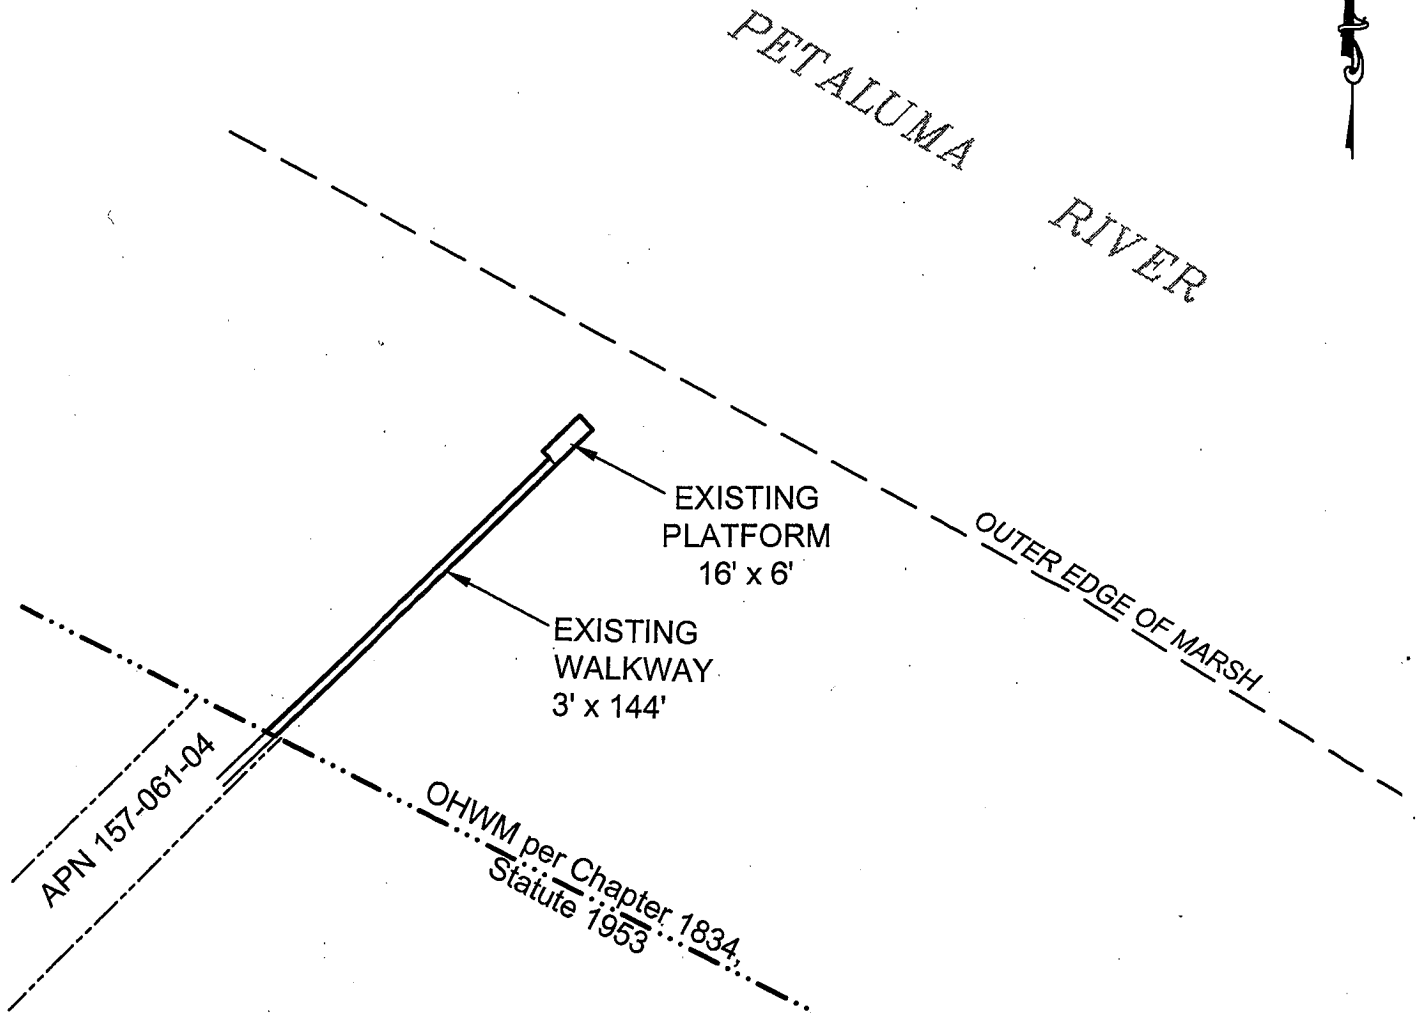 PETALUMA
RIVER
EXISTING
PLATFORM
16' x 6'
OUTER EDGE OF MARSH
EXISTING
WALKWAY
3' x 144'
APN 157-061-04
OHWM per Chapter 1834,
Statute 1953